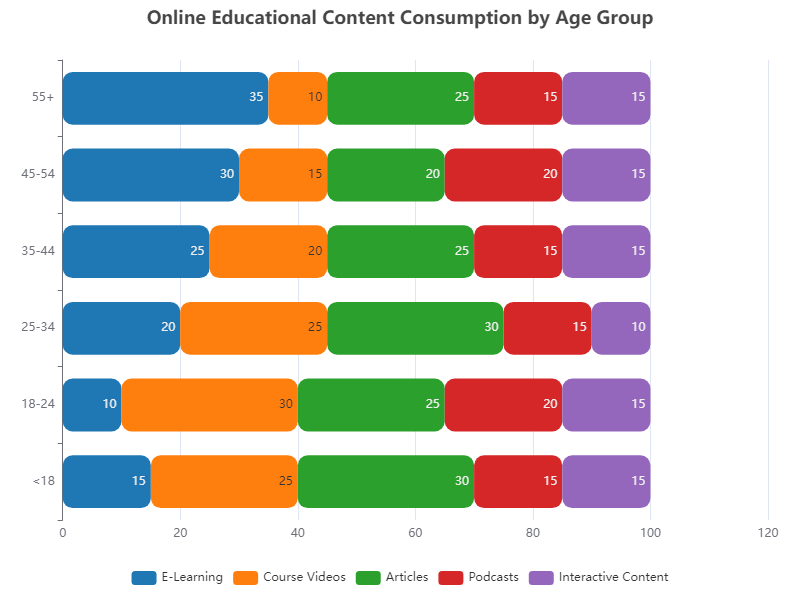 Online Educational Content Consumption by Age Group
55+ 35 10 25 15 15
45-54 30 15 20 20 15
35-44 25 20 25 15 15
25-34 20 25 30 15 10
18-24 10 30 25 20 15
<18 15 25 30 15 15
0 20 40 60 80 100 120
E-Learning Course Videos Articles Podcasts Interactive Content